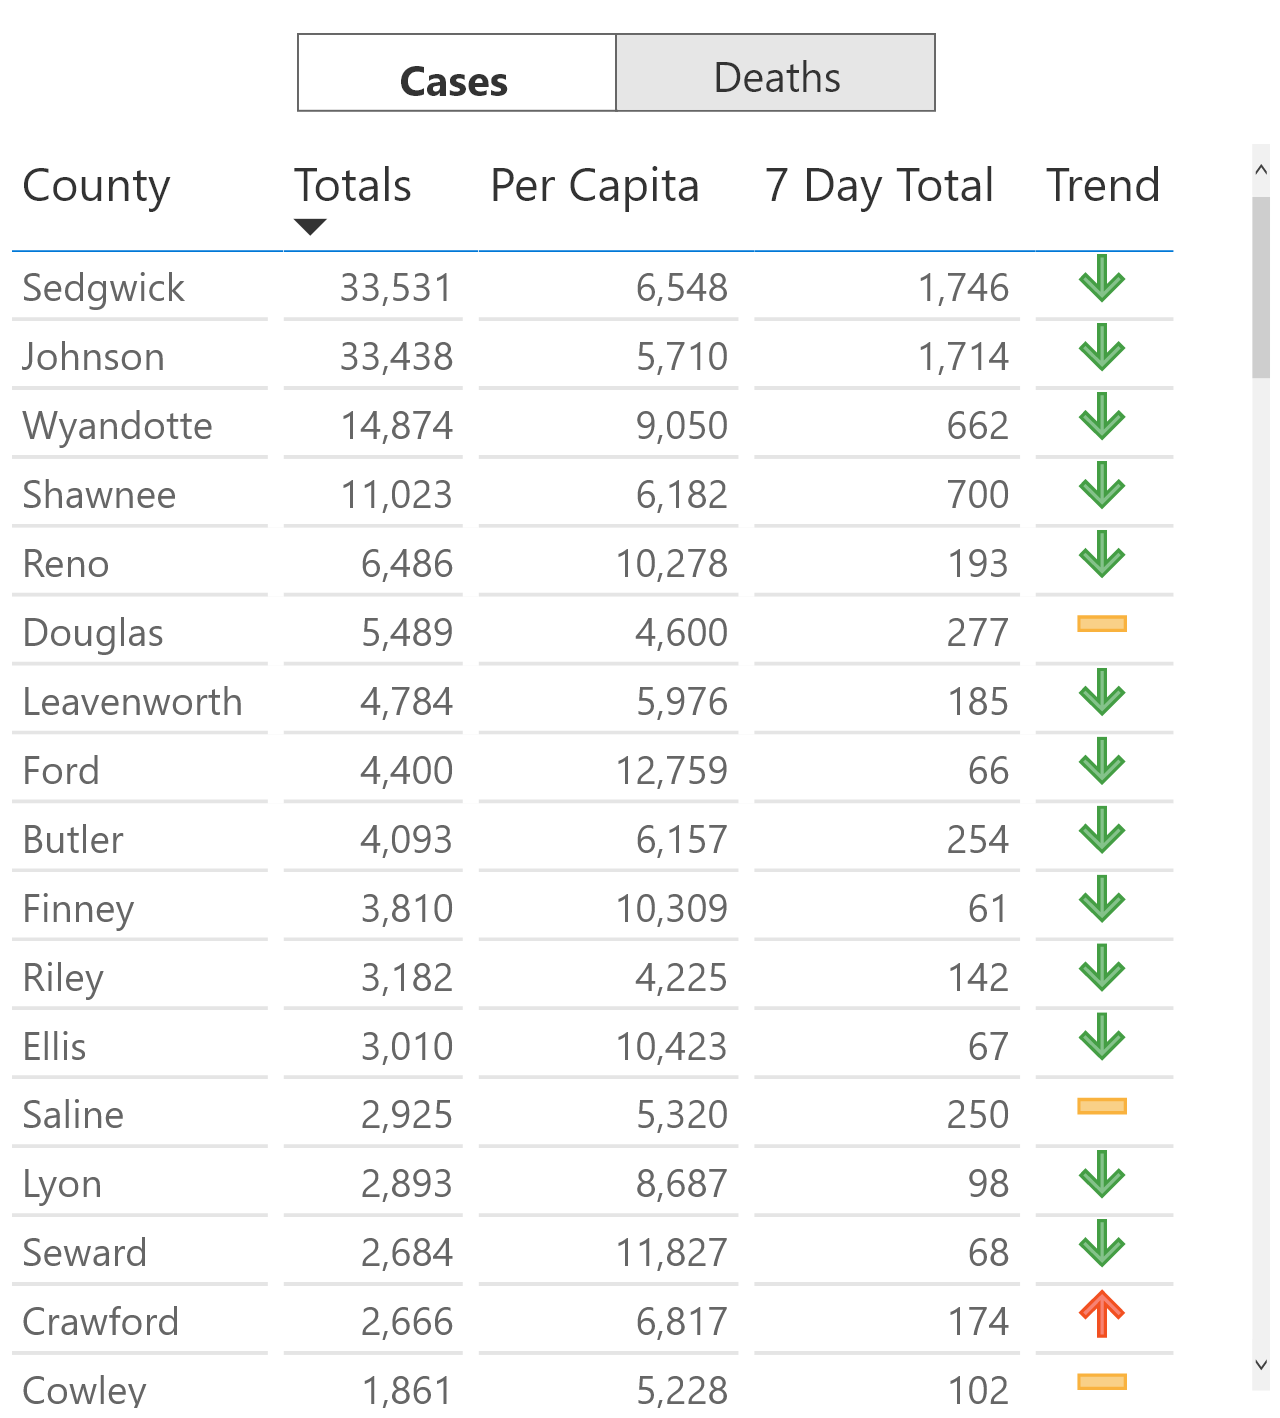 Cases Deaths
County Totals Per Capita 7 Day Total Trend
Sedgwick 33,531 6,548 1,746
Johnson 33,438 5,710 1,714
Wyandotte 14,874 9,050 662
Shawnee 11,023 6,182 700
Reno 6,486 10,278 193
Douglas 5,489 4,600 277
Leavenworth 4,784 5,976 185
Ford 4,400 12,759 66
Butler 4,093 6,157 254
Finney 3,810 10,309 61
Riley 3,182 4,225 142
Ellis 3,010 10,423 67
Saline 2,925 5,320 250
Lyon 2,893 8,687 98
Seward 2,684 11,827 68
Crawford 2,666 6,817 174
Cowley 1,861 5,228 102